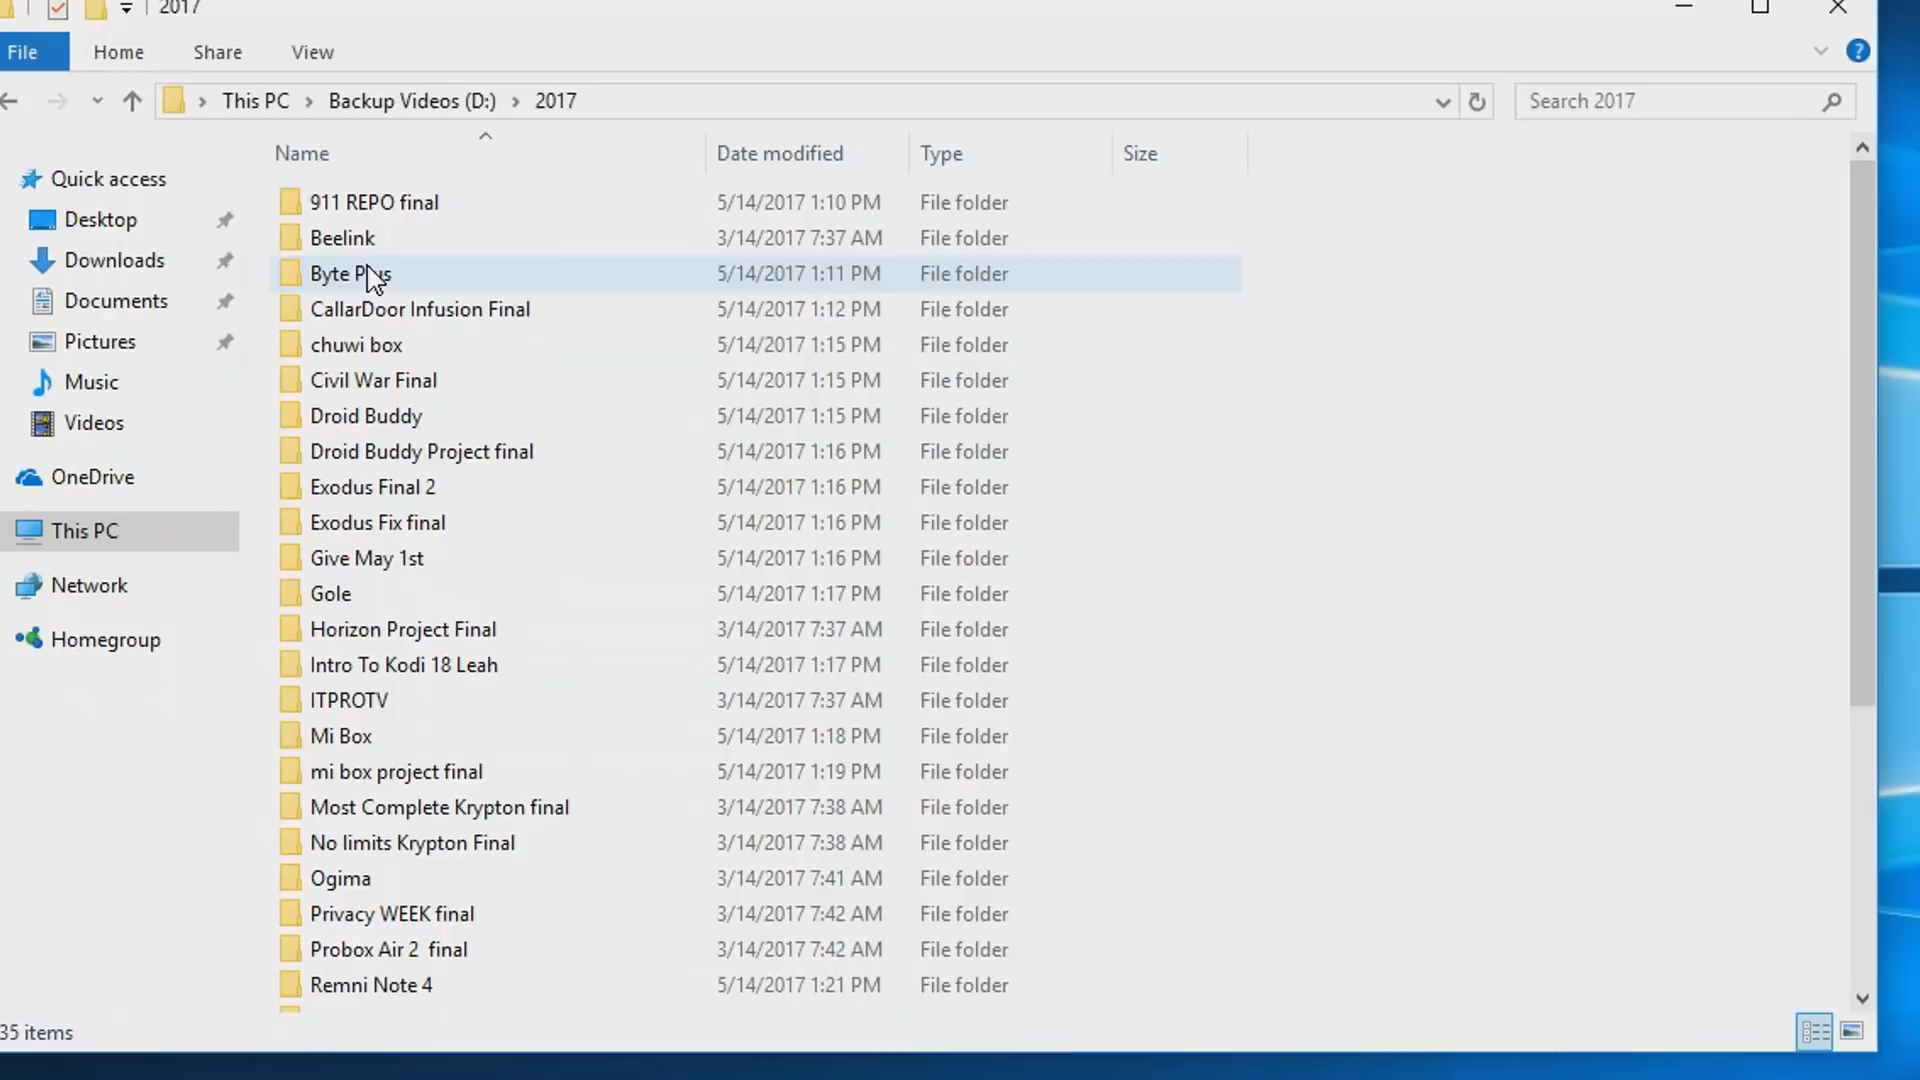 2017
File Home Share View
This PC Backup Videos (D:) 2017 Search 2017
Name Date modified Type Size
Quick access
Desktop
Downloads
Documents
Pictures
Music
Videos
OneDrive
This PC
Network
Homegroup
911 REPO final 5/14/2017 1:10 PM File folder
Beelink 3/14/2017 7:37 AM File folder
Byte Plus 5/14/2017 1:11 PM File folder
CallarDoor Infusion Final 5/14/2017 1:12 PM File folder
chuwi box 5/14/2017 1:15 PM File folder
Civil War Final 5/14/2017 1:15 PM File folder
Droid Buddy 5/14/2017 1:15 PM File folder
Droid Buddy Project final 5/14/2017 1:16 PM File folder
Exodus Final 2 5/14/2017 1:16 PM File folder
Exodus Fix final 5/14/2017 1:16 PM File folder
Give May 1st 5/14/2017 1:16 PM File folder
Gole 5/14/2017 1:17 PM File folder
Horizon Project Final 3/14/2017 7:37 AM File folder
Intro To Kodi 18 Leah 5/14/2017 1:17 PM File folder
ITPROTV 3/14/2017 7:37 AM File folder
Mi Box 5/14/2017 1:18 PM File folder
mi box project final 5/14/2017 1:19 PM File folder
Most Complete Krypton final 3/14/2017 7:38 AM File folder
No limits Krypton Final 3/14/2017 7:38 AM File folder
Ogima 3/14/2017 7:41 AM File folder
Privacy WEEK final 3/14/2017 7:42 AM File folder
Probox Air 2 final 3/14/2017 7:42 AM File folder
Remni Note 4 5/14/2017 1:21 PM File folder
35 items